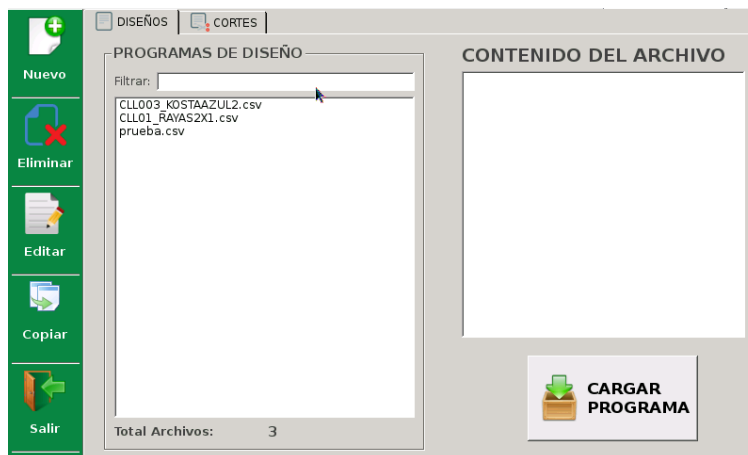 DISEÑOS
CORTES
Nuevo
Eliminar
Editar
Copiar
Salir
PROGRAMAS DE DISEÑO
Filtrar:
CLL003_KOSTAAZUL2.csv
CLL01_RAYAS2X1.csv
prueba.csv
Total Archivos: 3
CONTENIDO DEL ARCHIVO
CARGAR
PROGRAMA